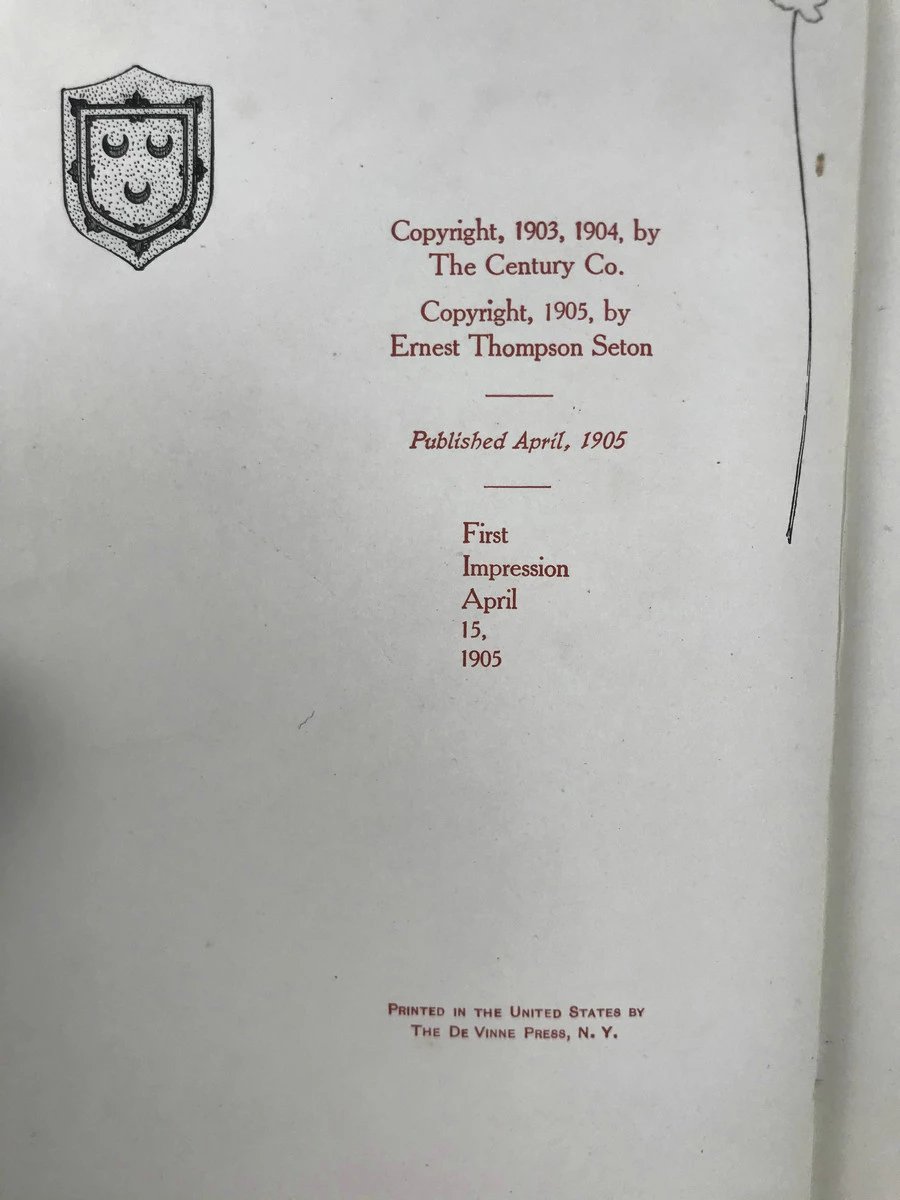 Copyright, 1903, 1904, by
The Century Co.
Copyright, 1905, by
Ernest Thompson Seton
Published April, 1905
First
Impression
April
15,
1905
PRINTED IN THE UNITED STATES BY
THE DE VINNE PRESS, N. Y.